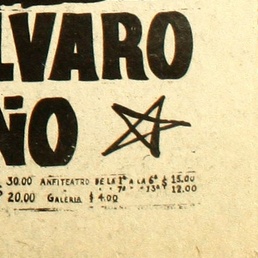 LVARO
ÑO
$ 30.00 ANFITEATRO DE LA 1ª A LA 6ª $ 15.00
7ª " 13ª $ 12.00
$ 20.00 GALERIA $ 4.00